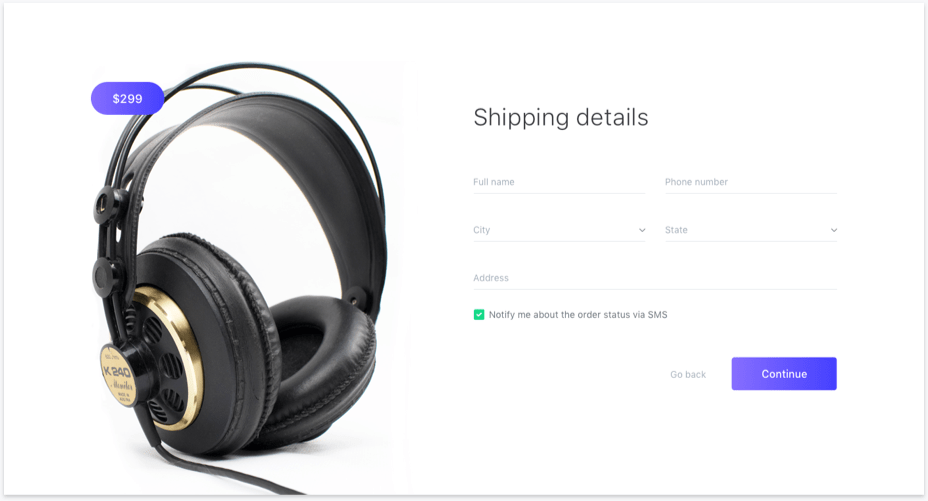 $299
Shipping details
Full name
Phone number
City
State
Address
Notify me about the order status via SMS
Go back
Continue
K 240
Monitor